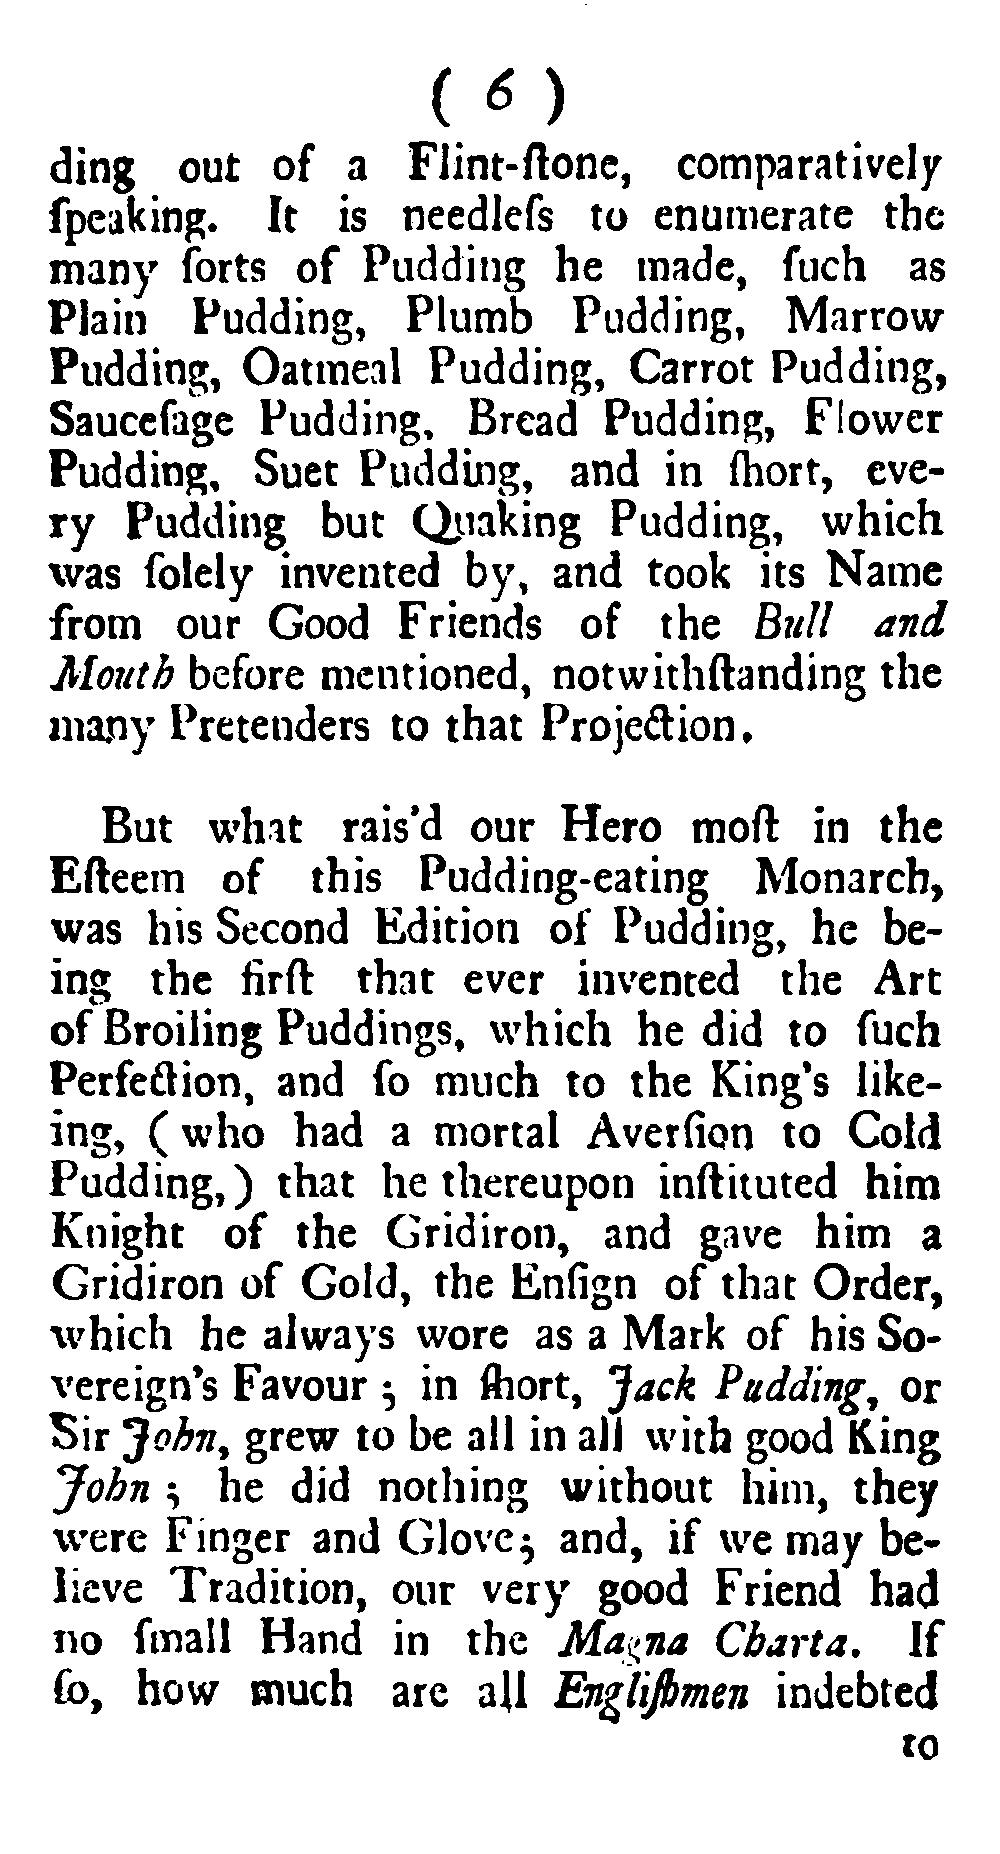 ( 6 )
ding out of a Flint-ſtone, comparatively
ſpeaking. It is needleſs to enumerate the
many ſorts of Pudding he made, ſuch as
Plain Pudding, Plumb Pudding, Marrow
Pudding, Oatmeal Pudding, Carrot Pudding,
Sauceſage Pudding, Bread Pudding, Flower
Pudding, Suet Pudding, and in ſhort, eve-
ry Pudding but Quaking Pudding, which
was ſolely invented by, and took its Name
from our Good Friends of the Bull and
Mouth before mentioned, notwithſtanding the
many Pretenders to that Projection.
But what rais'd our Hero moſt in the
Eſteem of this Pudding-eating Monarch,
was his Second Edition of Pudding, he be-
ing the firſt that ever invented the Art
of Broiling Puddings, which he did to ſuch
Perfection, and ſo much to the King's like-
ing, ( who had a mortal Averſion to Cold
Pudding,) that he thereupon inſtituted him
Knight of the Gridiron, and gave him a
Gridiron of Gold, the Enſign of that Order,
which he always wore as a Mark of his So-
vereign's Favour ; in ſhort, Jack Pudding, or
Sir John, grew to be all in all with good King
John ; he did nothing without him, they
were Finger and Glove; and, if we may be-
lieve Tradition, our very good Friend had
no ſmall Hand in the Magna Charta. If
ſo, how much are all Engliſhmen indebted
to